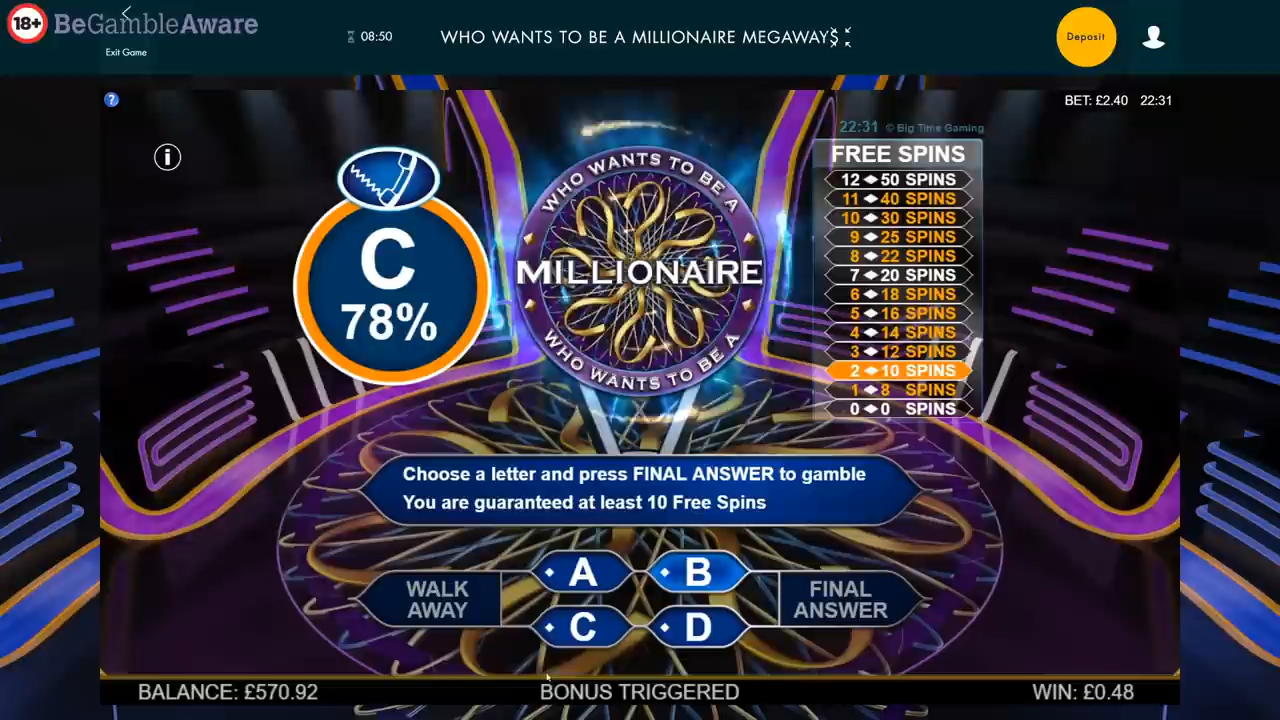 18+ BeGambleAware
Exit Game
08:50
WHO WANTS TO BE A MILLIONAIRE MEGAWAYS
Deposit
?
BET: £2.40 22:31
i
22:31 © Big Time Gaming
FREE SPINS
12 50 SPINS
11 40 SPINS
10 30 SPINS
9 25 SPINS
8 22 SPINS
7 20 SPINS
6 18 SPINS
5 16 SPINS
4 14 SPINS
3 12 SPINS
2 10 SPINS
1 8 SPINS
0 0 SPINS
C
78%
WHO WANTS TO BE A
MILLIONAIRE
WHO WANTS TO BE A
Choose a letter and press FINAL ANSWER to gamble
You are guaranteed at least 10 Free Spins
WALK
AWAY
A
B
C
D
FINAL
ANSWER
BALANCE: £570.92
BONUS TRIGGERED
WIN: £0.48